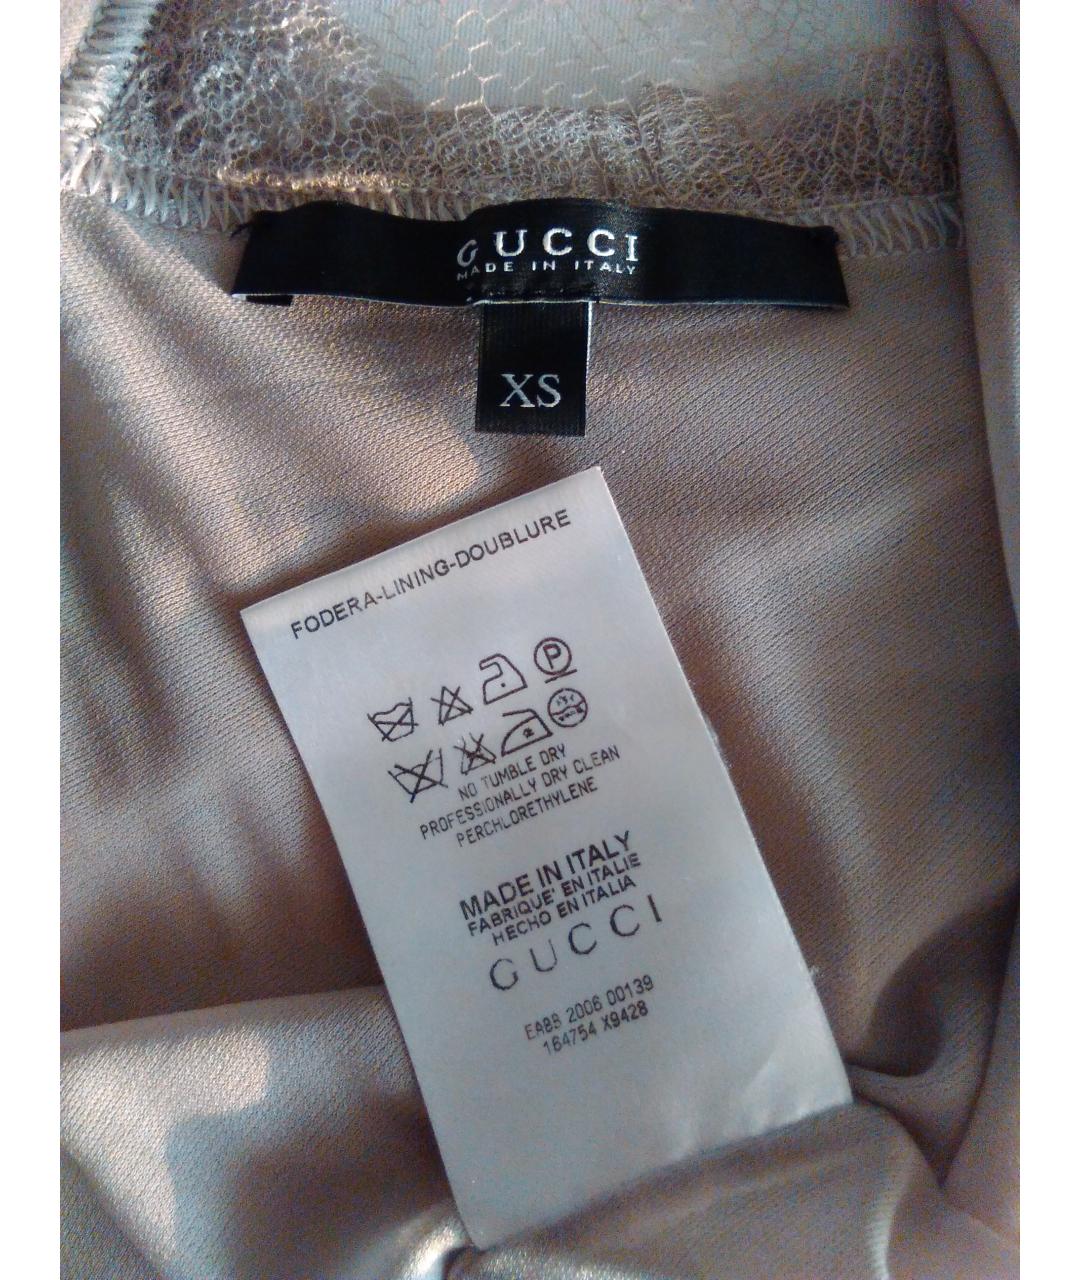 GUCCI
MADE IN ITALY
XS
FODERA-LINING-DOUBLURE
P
NO TUMBLE DRY
PROFESSIONALLY DRY CLEAN
PERCHLORETHYLENE
MADE IN ITALY
FABRIQUE' EN ITALIE
HECHO EN ITALIA
GUCCI
EA8S 2006 00139
164754 X9428